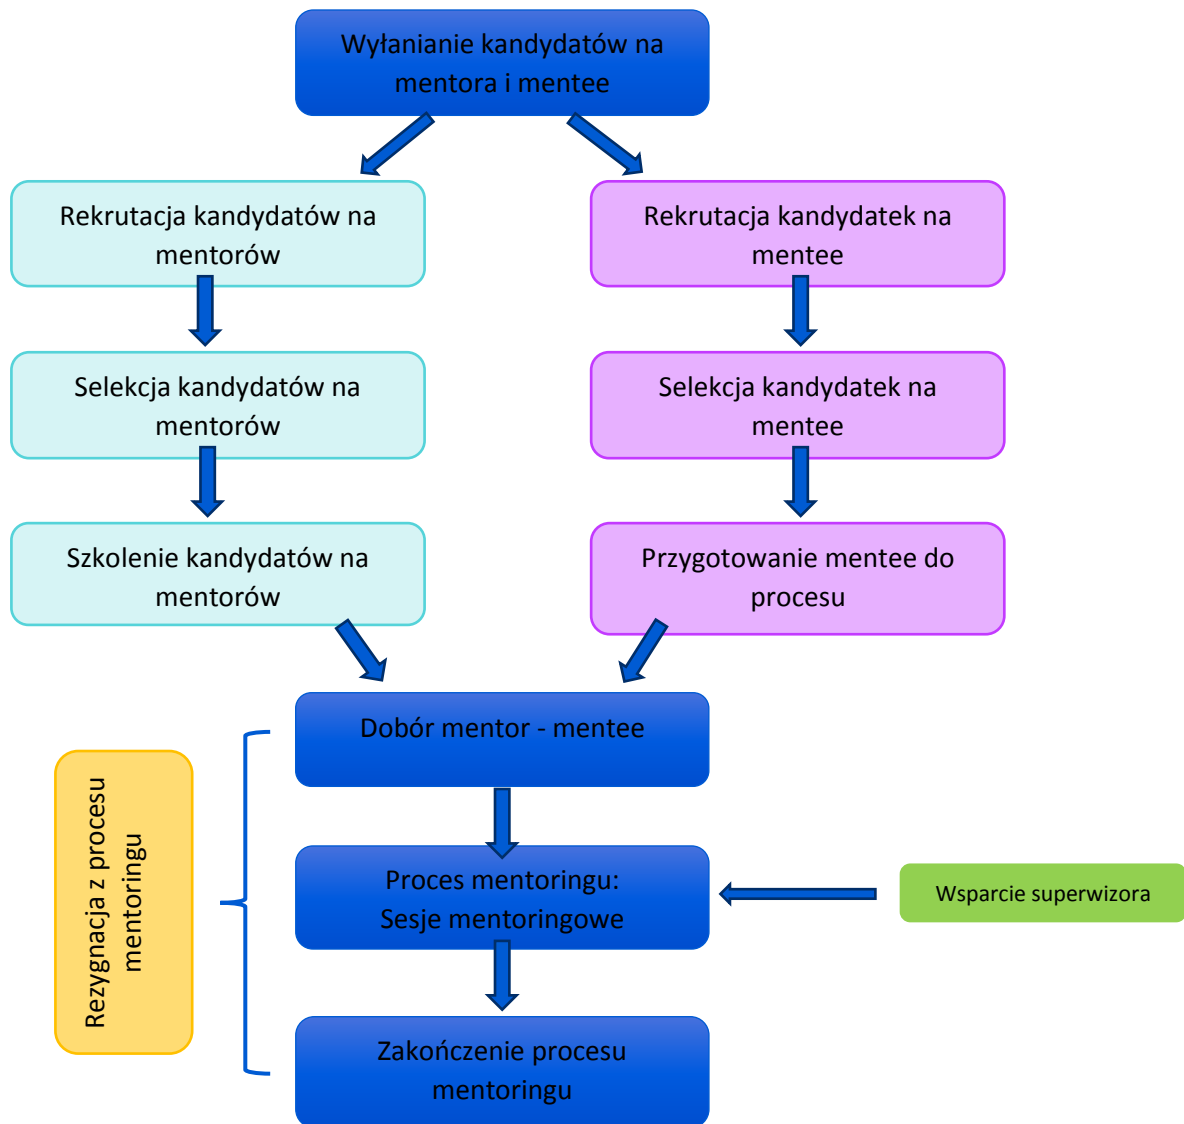 Wyłanianie kandydatów na
mentora i mentee
Rekrutacja kandydatów na
mentorów
Rekrutacja kandydatek na
mentee
Selekcja kandydatów na
mentorów
Selekcja kandydatek na
mentee
Szkolenie kandydatów na
mentorów
Przygotowanie mentee do
procesu
Dobór mentor - mentee
Rezygnacja z procesu
mentoringu
Proces mentoringu:
Sesje mentoringowe
Wsparcie superwizora
Zakończenie procesu
mentoringu